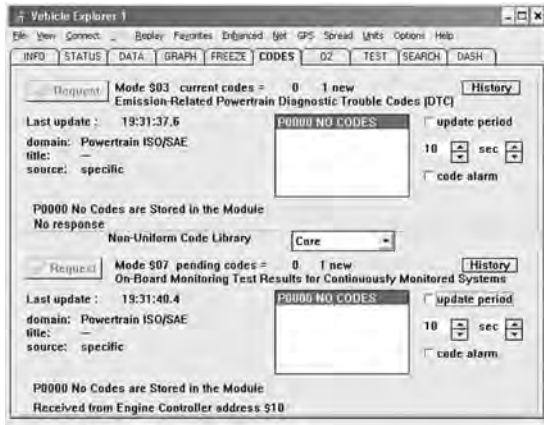 Vehicle Explorer 1
File View Connect _ Replay Favorites Enhanced Net GPS Spread Units Options Help
INFO STATUS DATA GRAPH FREEZE CODES O2 TEST SEARCH DASH
Request Mode $03 current codes = 0 1 new History
Emission-Related Powertrain Diagnostic Trouble Codes (DTC)
Last update : 19:31:37.6 P0000 NO CODES update period
domain: Powertrain ISO/SAE 10 sec
title: —
source: specific code alarm
P0000 No Codes are Stored in the Module
No response
Non-Uniform Code Library Core
Request Mode $07 pending codes = 0 1 new History
On-Board Monitoring Test Results for Continuously Monitored Systems
Last update : 19:31:40.4 P0000 NO CODES update period
domain: Powertrain ISO/SAE 10 sec
title: —
source: specific code alarm
P0000 No Codes are Stored in the Module
Received from Engine Controller address $10